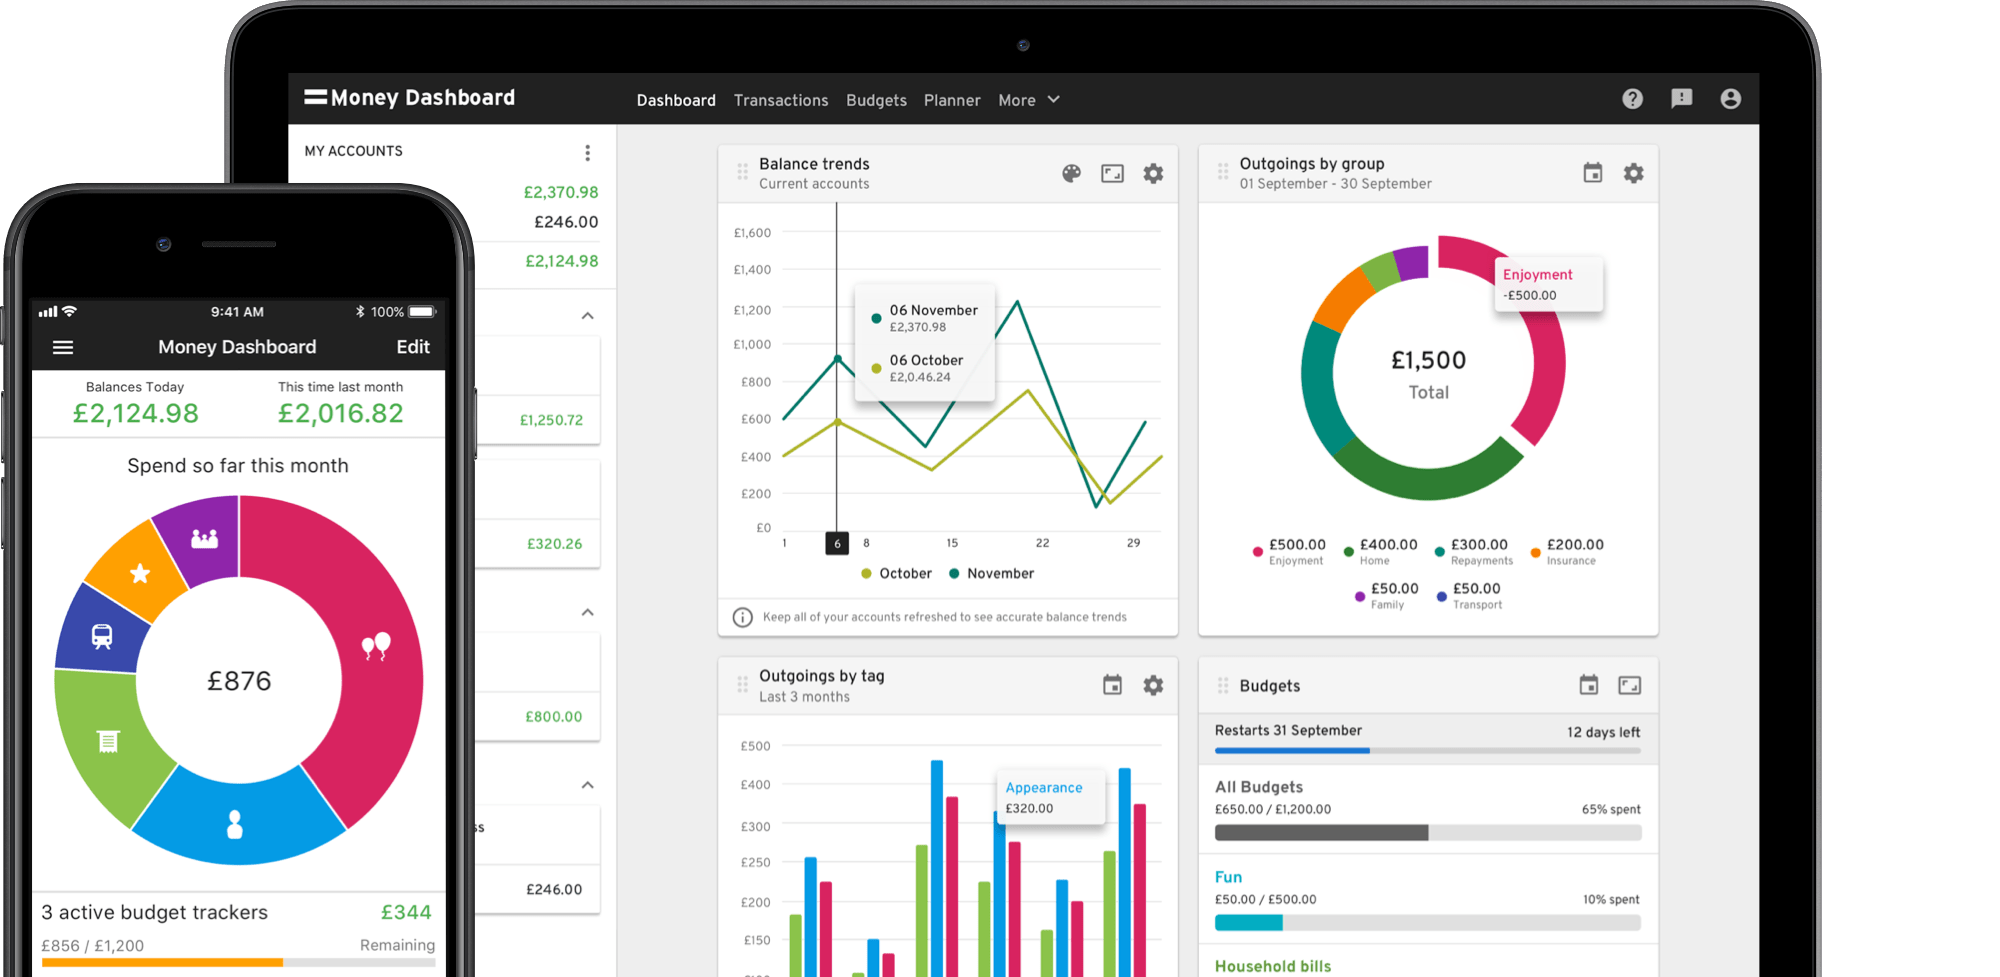 Money Dashboard
Dashboard Transactions Budgets Planner More
MY ACCOUNTS
£2,370.98
£246.00
£2,124.98
£1,250.72
£320.26
£800.00
ss
£246.00
9:41 AM
100%
Money Dashboard
Edit
Balances Today
£2,124.98
This time last month
£2,016.82
Spend so far this month
£876
3 active budget trackers
£344
£856 / £1,200
Remaining
Balance trends
Current accounts
£1,600
£1,400
£1,200
£1,000
£800
£600
£400
£200
£0
06 November
£2,370.98
06 October
£2,0.46.24
1 6 8 15 22 29
October November
Keep all of your accounts refreshed to see accurate balance trends
Outgoings by group
01 September - 30 September
Enjoyment
-£500.00
£1,500
Total
£500.00 £400.00 £300.00 £200.00
Enjoyment Home Repayments Insurance
£50.00 £50.00
Family Transport
Outgoings by tag
Last 3 months
£500
£400
£300
£250
£200
£150
Appearance
£320.00
Budgets
Restarts 31 September
12 days left
All Budgets
£650.00 / £1,200.00
65% spent
Fun
£50.00 / £500.00
10% spent
Household bills